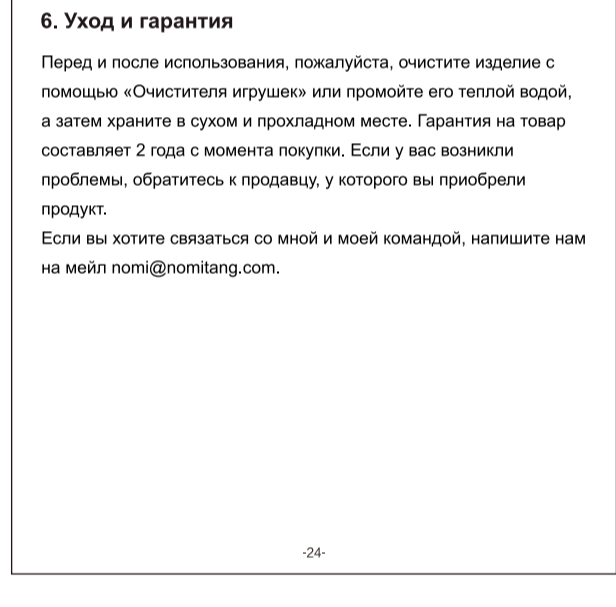 6. Уход и гарантия
Перед и после использования, пожалуйста, очистите изделие с
помощью «Очистителя игрушек» или промойте его теплой водой,
а затем храните в сухом и прохладном месте. Гарантия на товар
составляет 2 года с момента покупки. Если у вас возникли
проблемы, обратитесь к продавцу, у которого вы приобрели
продукт.
Если вы хотите связаться со мной и моей командой, напишите нам
на мейл nomi@nomitang.com.
-24-